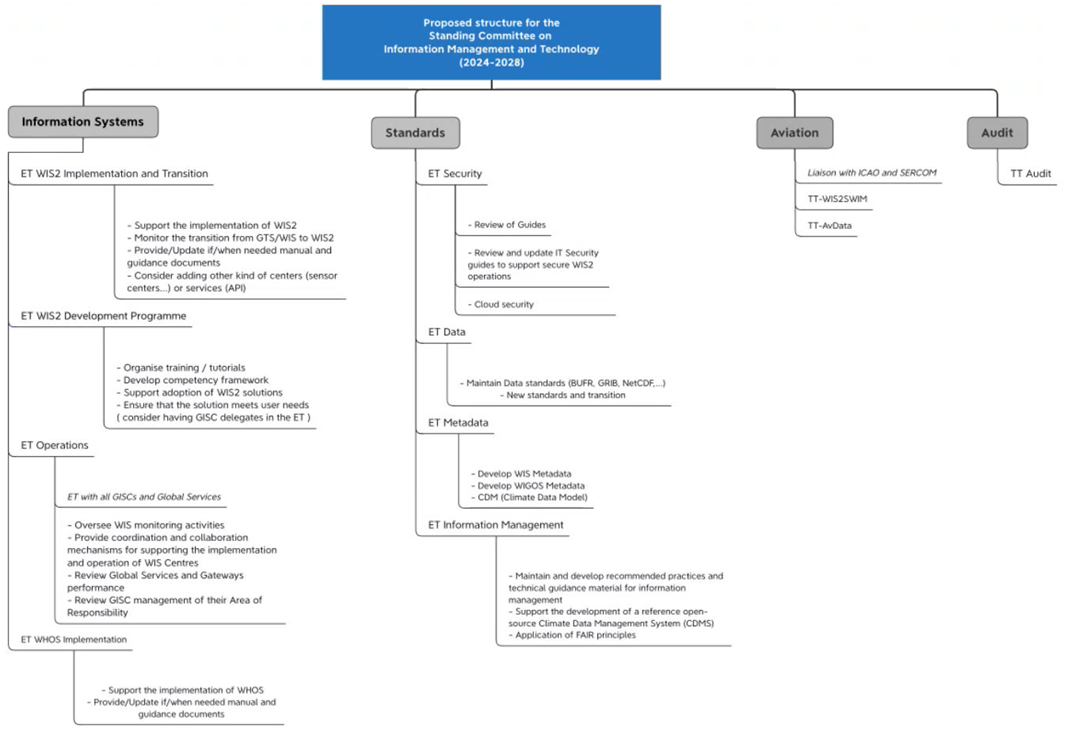 Proposed structure for the
Standing Committee on
Information Management and Technology
(2024-2028)
Information Systems
ET WIS2 Implementation and Transition
- Support the implementation of WIS2
- Monitor the transition from GTS/WIS to WIS2
- Provide/Update if/when needed manual and
guidance documents
- Consider adding other kind of centers (sensor
centers...) or services (API)
ET WIS2 Development Programme
- Organise training / tutorials
- Develop competency framework
- Support adoption of WIS2 solutions
- Ensure that the solution meets user needs
( consider having GISC delegates in the ET )
ET Operations
ET with all GISCs and Global Services
- Oversee WIS monitoring activities
- Provide coordination and collaboration
mechanisms for supporting the implementation
and operation of WIS Centres
- Review Global Services and Gateways
performance
- Review GISC management of their Area of
Responsibility
ET WHOS Implementation
- Support the implementation of WHOS
- Provide/Update if/when needed manual and
guidance documents
Standards
ET Security
- Review of Guides
- Review and update IT Security
guides to support secure WIS2
operations
- Cloud security
ET Data
- Maintain Data standards (BUFR, GRIB, NetCDF,...)
- New standards and transition
ET Metadata
- Develop WIS Metadata
- Develop WIGOS Metadata
- CDM (Climate Data Model)
ET Information Management
- Maintain and develop recommended practices and
technical guidance material for information
management
- Support the development of a reference open-
source Climate Data Management System (CDMS)
- Application of FAIR principles
Aviation
Liaison with ICAO and SERCOM
TT-WIS2SWIM
TT-AvData
Audit
TT Audit